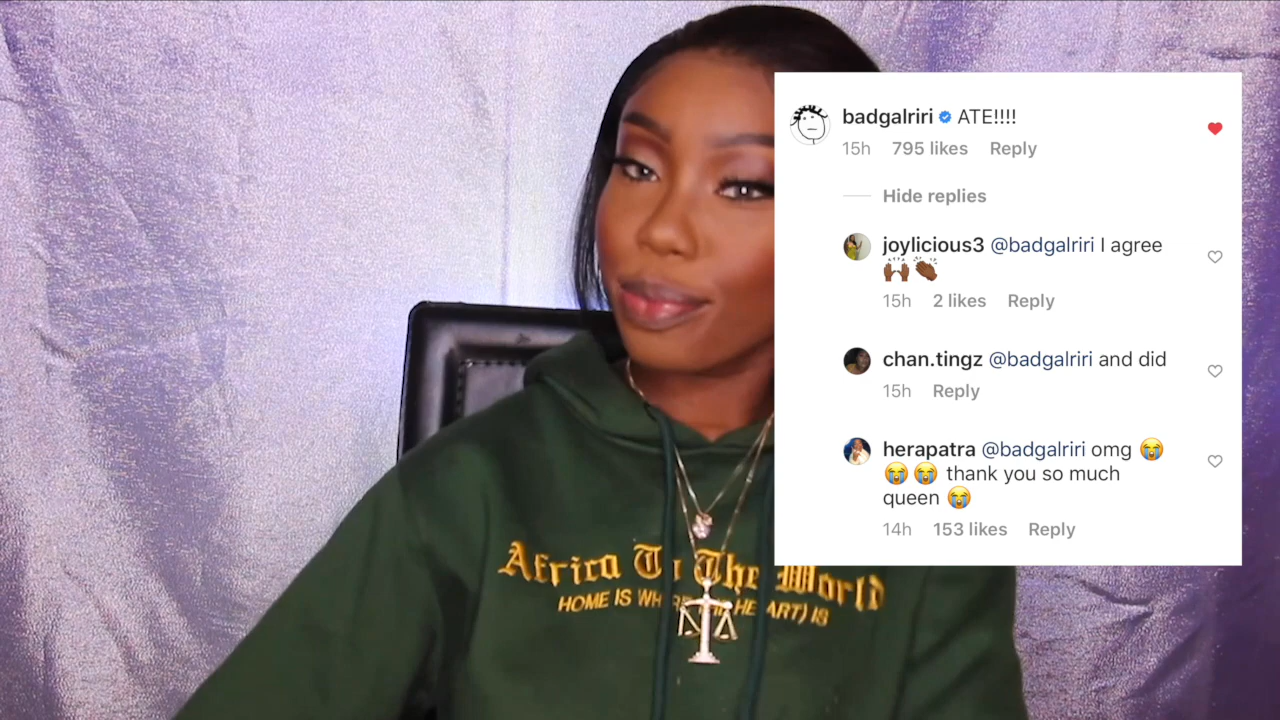 badgalriri ATE!!!!
15h 795 likes Reply
Hide replies
joylicious3 @badgalriri I agree
🙌🏾 👏🏾
15h 2 likes Reply
chan.tingz @badgalriri and did
15h Reply
herapatra @badgalriri omg 😭
😭 😭 thank you so much
queen 😭
14h 153 likes Reply
Africa To The World
HOME IS